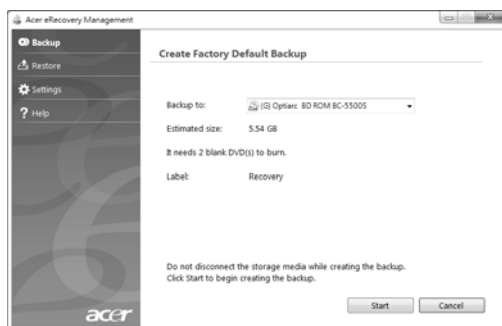 Acer eRecovery Management
Backup
Restore
Settings
Help
Create Factory Default Backup
Backup to: (G) Optiarc BD ROM BC-5500S
Estimated size: 5.54 GB
It needs 2 blank DVD(s) to burn.
Label: Recovery
Do not disconnect the storage media while creating the backup.
Click Start to begin creating the backup.
Start Cancel
acer